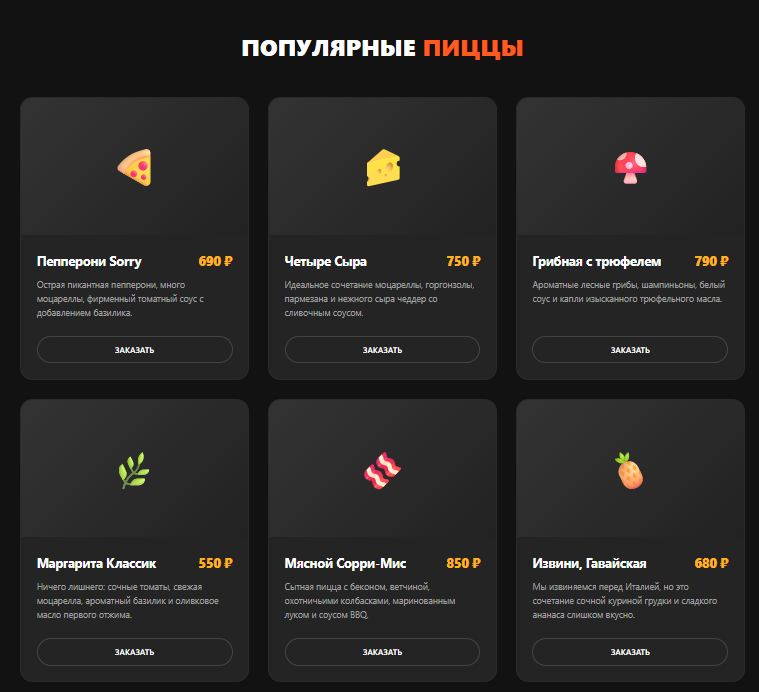 ПОПУЛЯРНЫЕ ПИЦЦЫ
Пепперони Sorry 690 ₽
Острая пикантная пепперони, много
моцареллы, фирменный томатный соус с
добавлением базилика.
ЗАКАЗАТЬ
Четыре Сыра 750 ₽
Идеальное сочетание моцареллы, горгонзолы,
пармезана и нежного сыра чеддер со
сливочным соусом.
ЗАКАЗАТЬ
Грибная с трюфелем 790 ₽
Ароматные лесные грибы, шампиньоны, белый
соус и капли изысканного трюфельного масла.
ЗАКАЗАТЬ
Маргарита Классик 550 ₽
Ничего лишнего: сочные томаты, свежая
моцарелла, ароматный базилик и оливковое
масло первого отжима.
ЗАКАЗАТЬ
Мясной Сорри-Мис 850 ₽
Сытная пицца с беконом, ветчиной,
охотничьими колбасками, маринованным
луком и соусом BBQ.
ЗАКАЗАТЬ
Извини, Гавайская 680 ₽
Мы извиняемся перед Италией, но это
сочетание сочной куриной грудки и сладкого
ананаса слишком вкусно.
ЗАКАЗАТЬ